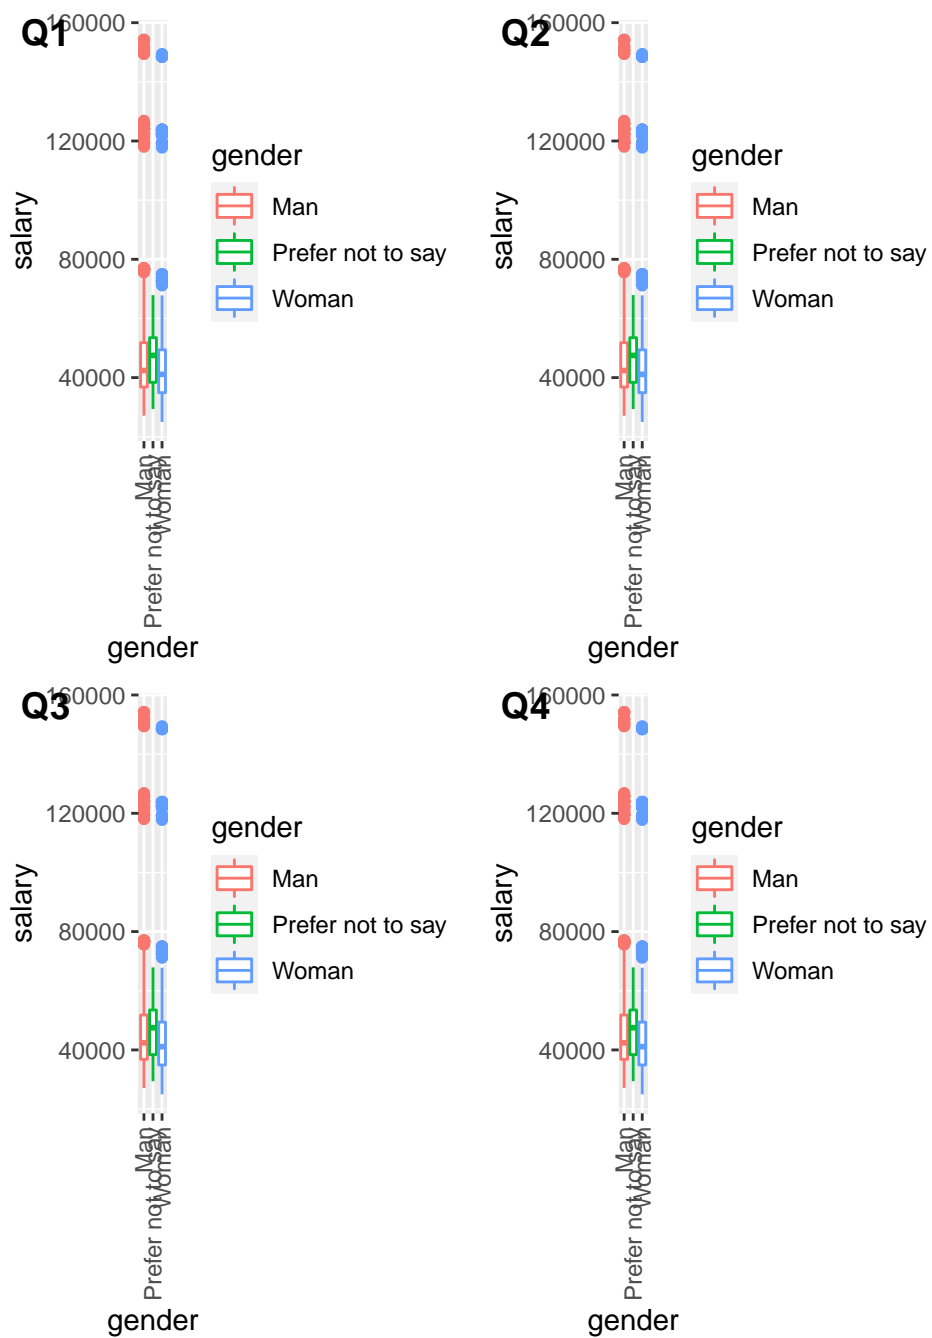 Q1
160000
120000
80000
40000
salary
Man
Prefer not to say
Woman
gender
gender
Man
Prefer not to say
Woman
Q2
160000
120000
80000
40000
salary
Man
Prefer not to say
Woman
gender
gender
Man
Prefer not to say
Woman
Q3
160000
120000
80000
40000
salary
Man
Prefer not to say
Woman
gender
gender
Man
Prefer not to say
Woman
Q4
160000
120000
80000
40000
salary
Man
Prefer not to say
Woman
gender
gender
Man
Prefer not to say
Woman